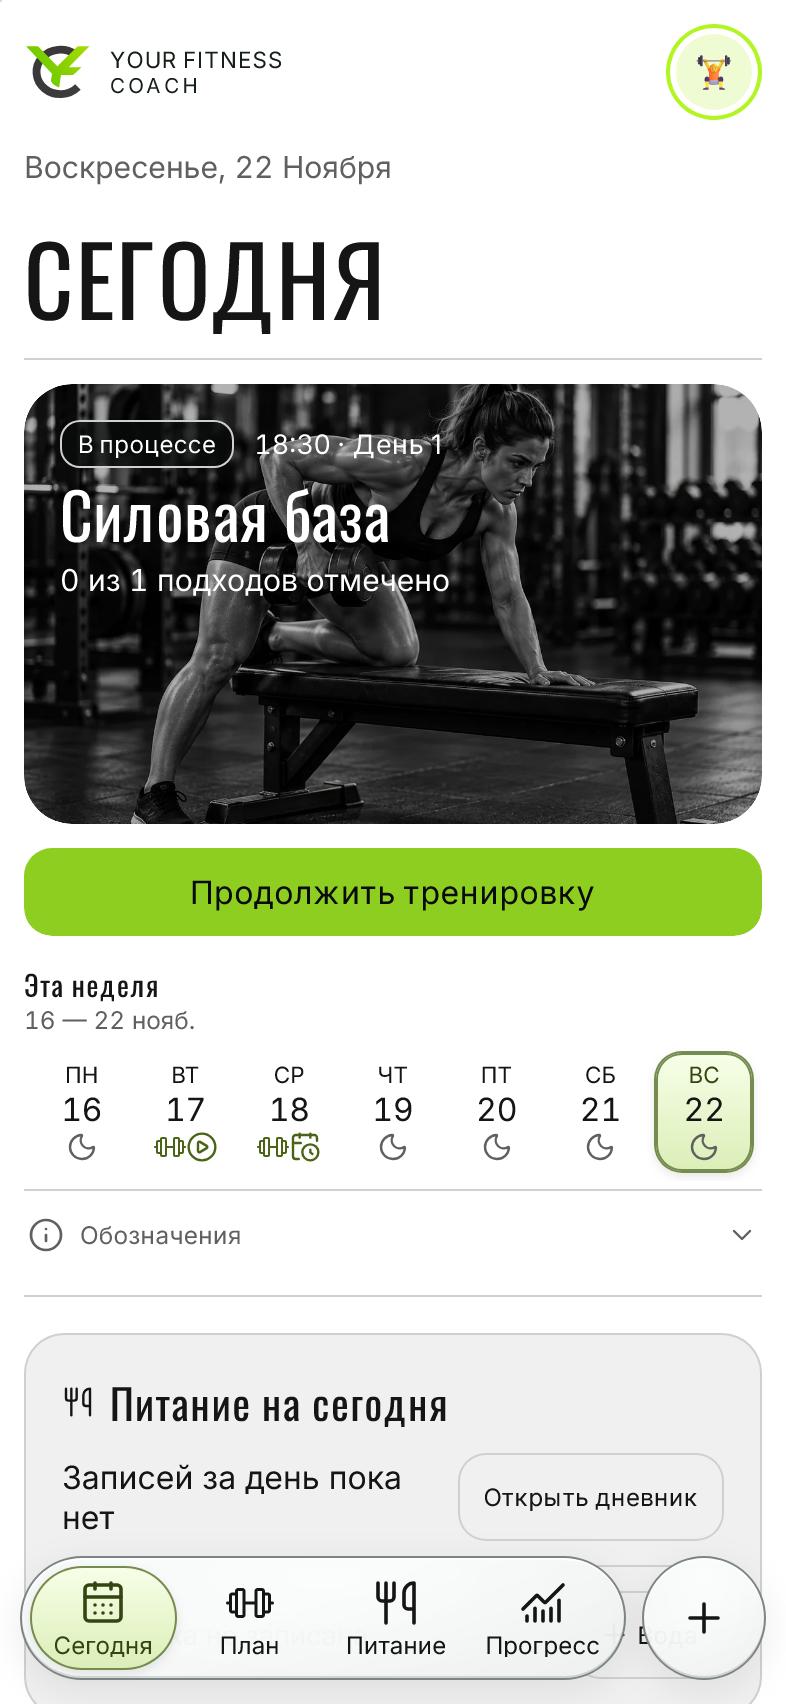 YOUR FITNESS
COACH
Воскресенье, 22 Ноября
СЕГОДНЯ
В процессе 18:30 · День 1
Силовая база
0 из 1 подходов отмечено
Продолжить тренировку
Эта неделя
16 — 22 нояб.
ПН ВТ СР ЧТ ПТ СБ ВС
16 17 18 19 20 21 22
Обозначения
Питание на сегодня
Записей за день пока
нет
Открыть дневник
Вода
Сегодня План Питание Прогресс